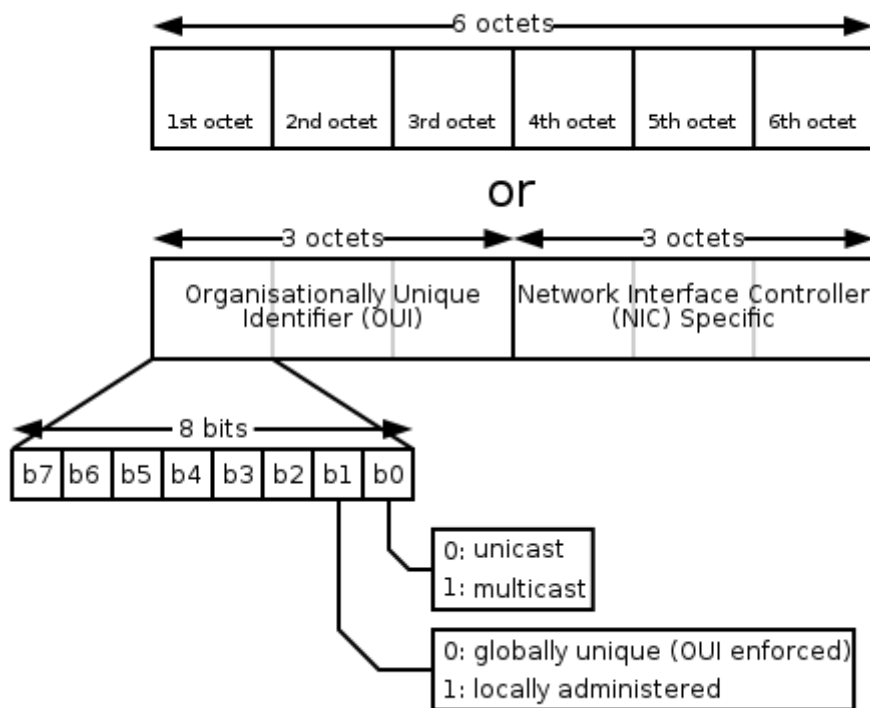 6 octets
1st octet 2nd octet 3rd octet 4th octet 5th octet 6th octet
or
3 octets 3 octets
Organisationally Unique
Identifier (OUI)
Network Interface Controller
(NIC) Specific
8 bits
b7 b6 b5 b4 b3 b2 b1 b0
0: unicast
1: multicast
0: globally unique (OUI enforced)
1: locally administered